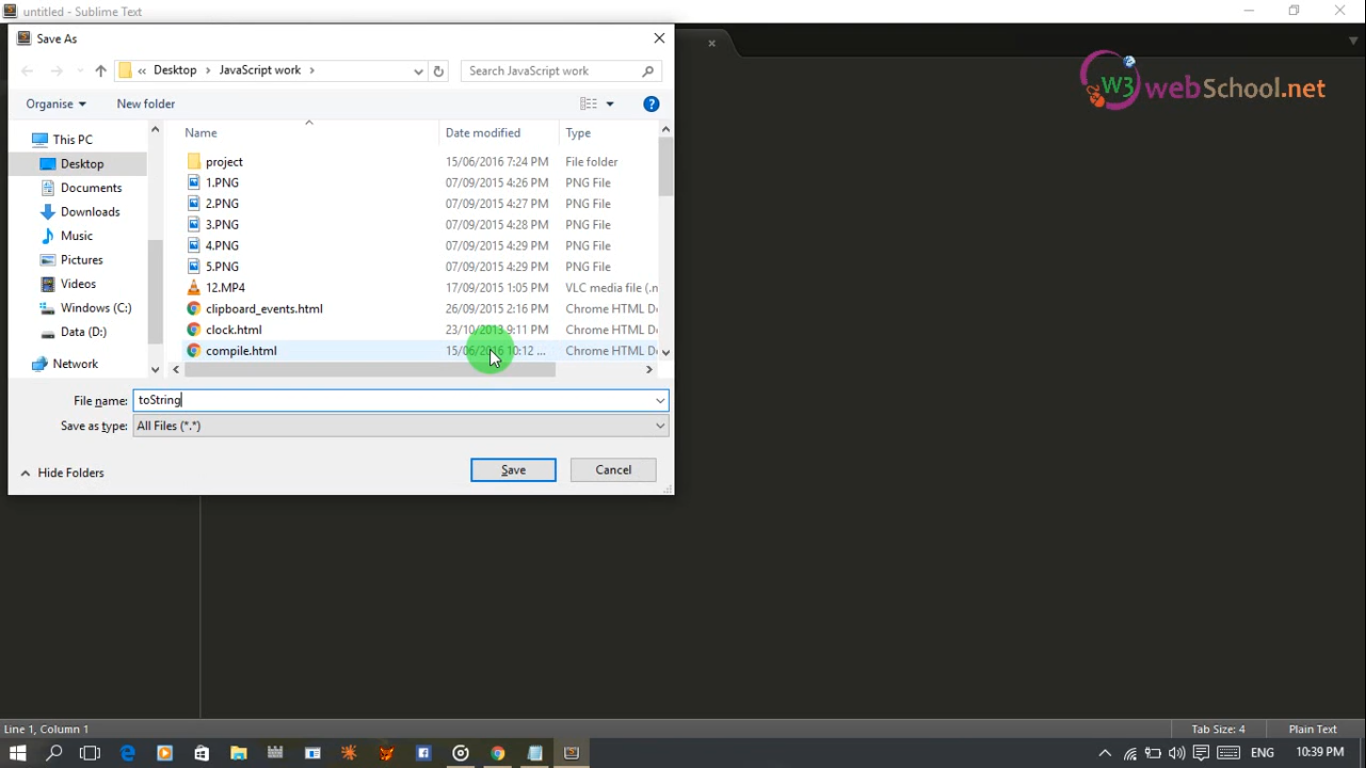 untitled - Sublime Text
Save As
W3webSchool.net
« Desktop › JavaScript work ›
Search JavaScript work
Organise
New folder
Name
Date modified
Type
This PC
Desktop
Documents
Downloads
Music
Pictures
Videos
Windows (C:)
Data (D:)
Network
project 15/06/2016 7:24 PM File folder
1.PNG 07/09/2015 4:26 PM PNG File
2.PNG 07/09/2015 4:27 PM PNG File
3.PNG 07/09/2015 4:28 PM PNG File
4.PNG 07/09/2015 4:29 PM PNG File
5.PNG 07/09/2015 4:29 PM PNG File
12.MP4 17/09/2015 1:05 PM VLC media file (.
clipboard_events.html 26/09/2015 2:16 PM Chrome HTML
clock.html 23/10/2013 9:11 PM Chrome HTML
compile.html 15/06/2016 10:12 ... Chrome HTML
File name: toString
Save as type: All Files (*.*)
Hide Folders
Save
Cancel
Line 1, Column 1
Tab Size: 4
Plain Text
ENG
10:39 PM